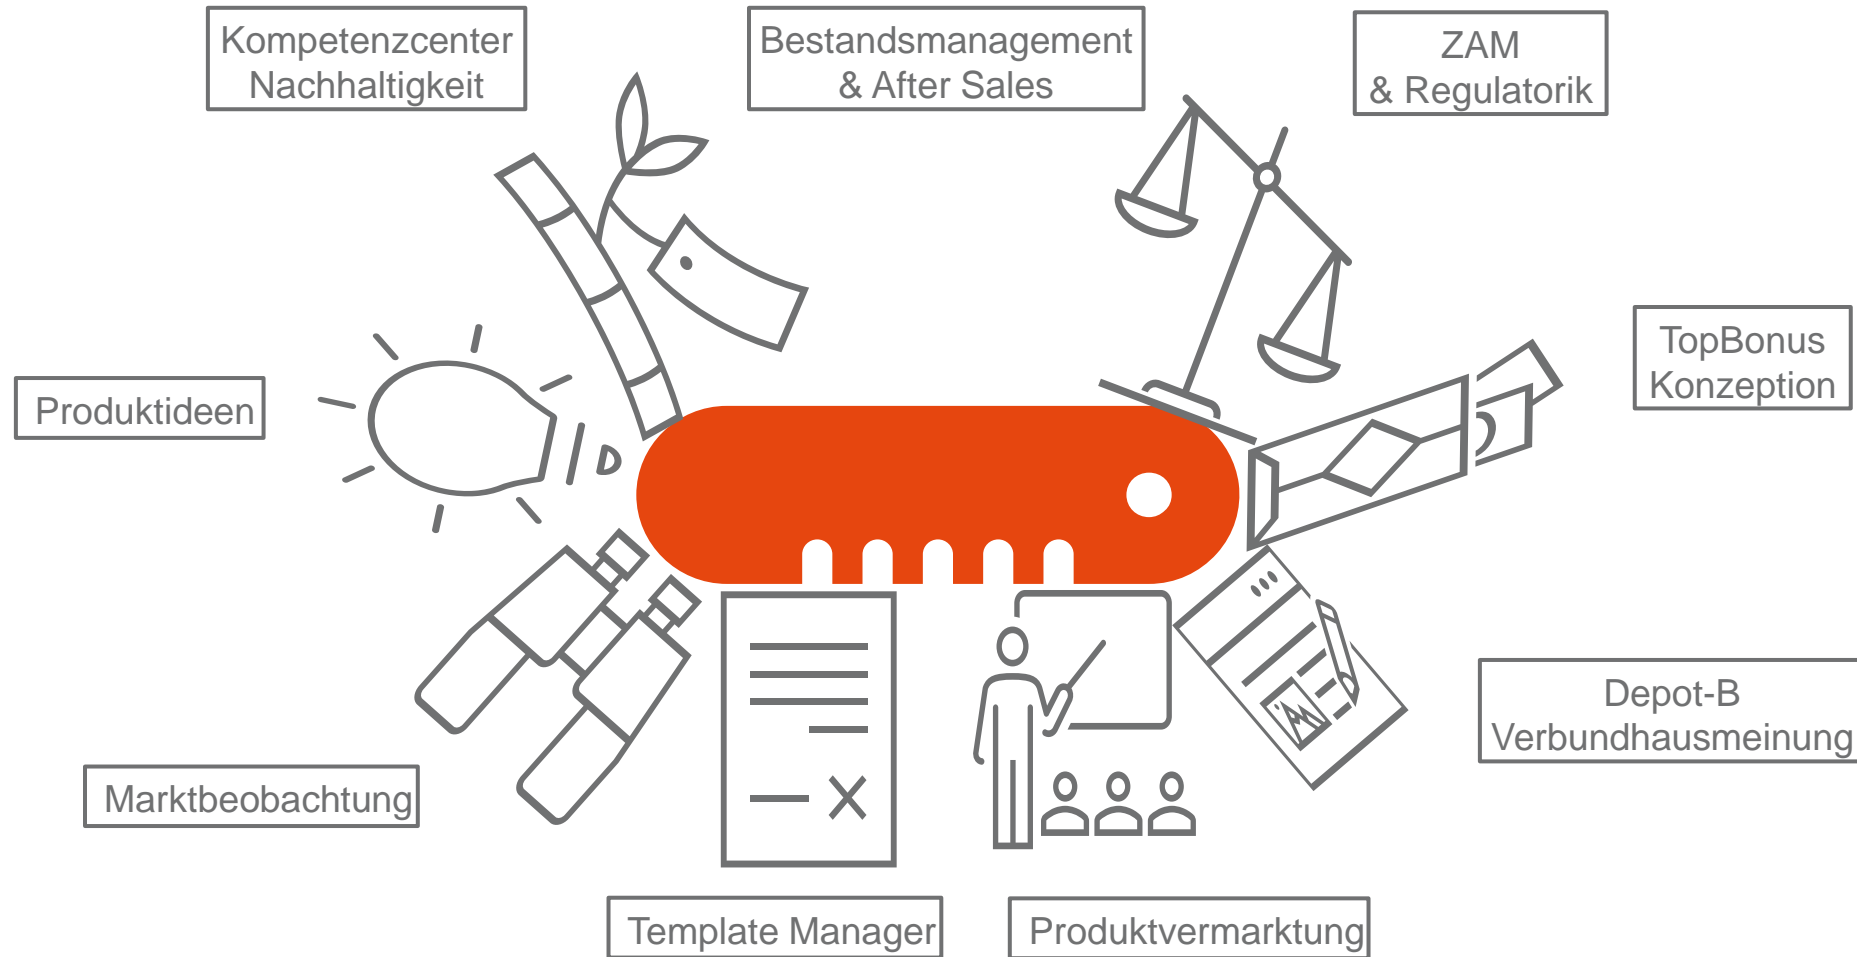 Kompetenzcenter
Nachhaltigkeit
Bestandsmanagement
& After Sales
ZAM
& Regulatorik
TopBonus
Konzeption
Produktideen
Depot-B
Verbundhausmeinung
Marktbeobachtung
Template Manager
Produktvermarktung